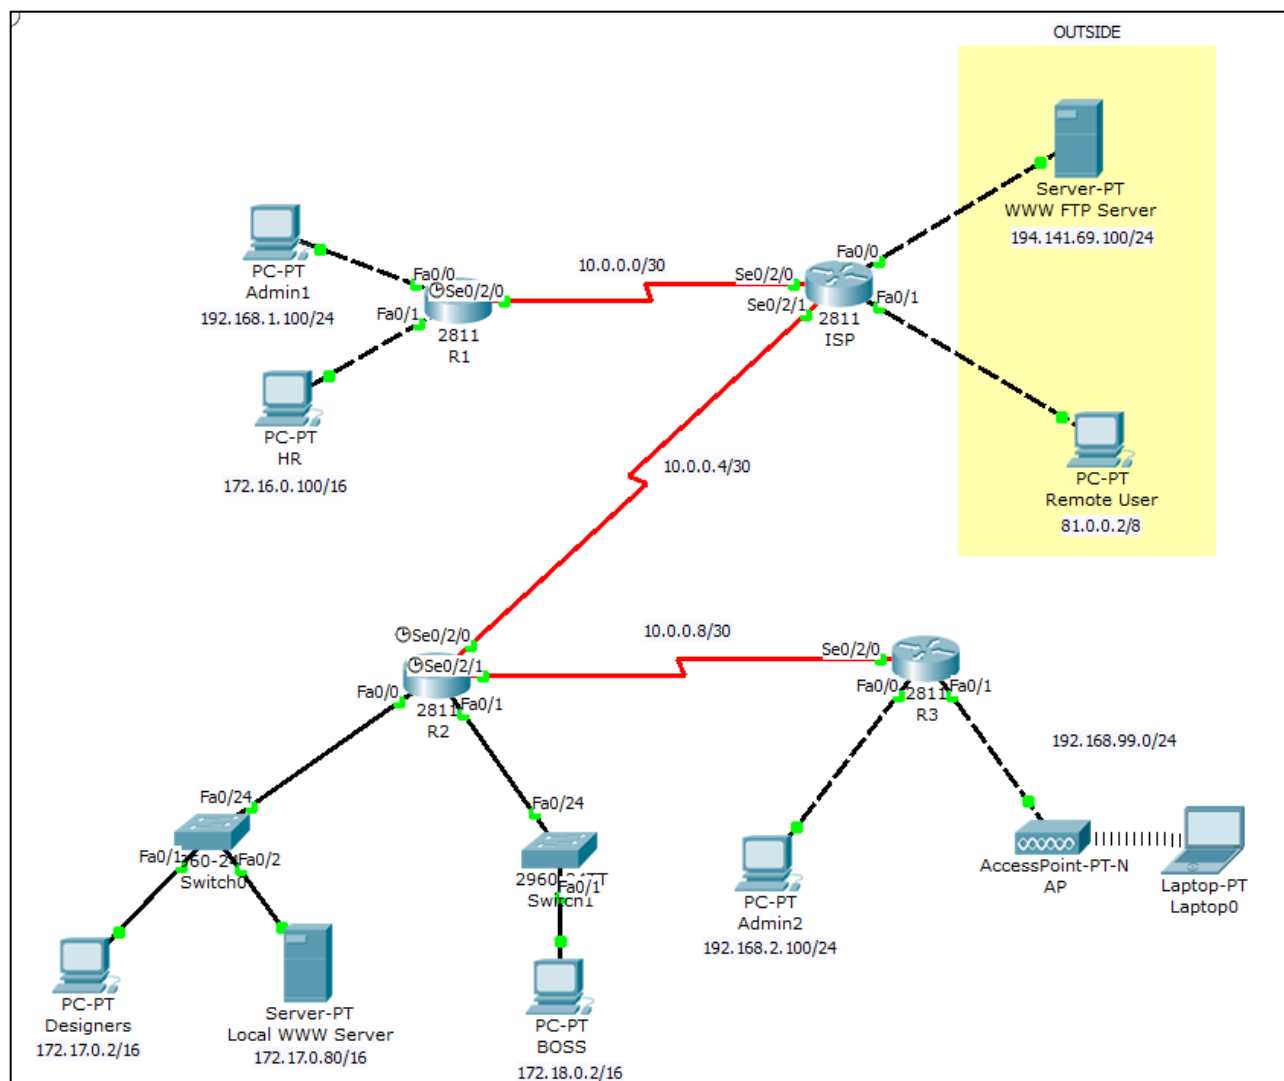 OUTSIDE
Server-PT
WWW FTP Server
194.141.69.100/24
Fa0/0
10.0.0.0/30
Se0/2/0
Se0/2/1
Fa0/1
2811
ISP
PC-PT
Admin1
192.168.1.100/24
Fa0/0
Se0/2/0
Fa0/1
2811
R1
PC-PT
HR
172.16.0.100/16
PC-PT
Remote User
81.0.0.2/8
10.0.0.4/30
Se0/2/0
Se0/2/1
10.0.0.8/30
Se0/2/0
Fa0/0
Fa0/1
2811
R2
Fa0/0
Fa0/1
2811
R3
192.168.99.0/24
Fa0/24
Fa0/1
Fa0/2
Switch0
Fa0/24
2960
Fa0/1
Switch1
PC-PT
Admin2
192.168.2.100/24
AccessPoint-PT-N
AP
Laptop-PT
Laptop0
PC-PT
Designers
172.17.0.2/16
Server-PT
Local WWW Server
172.17.0.80/16
PC-PT
BOSS
172.18.0.2/16